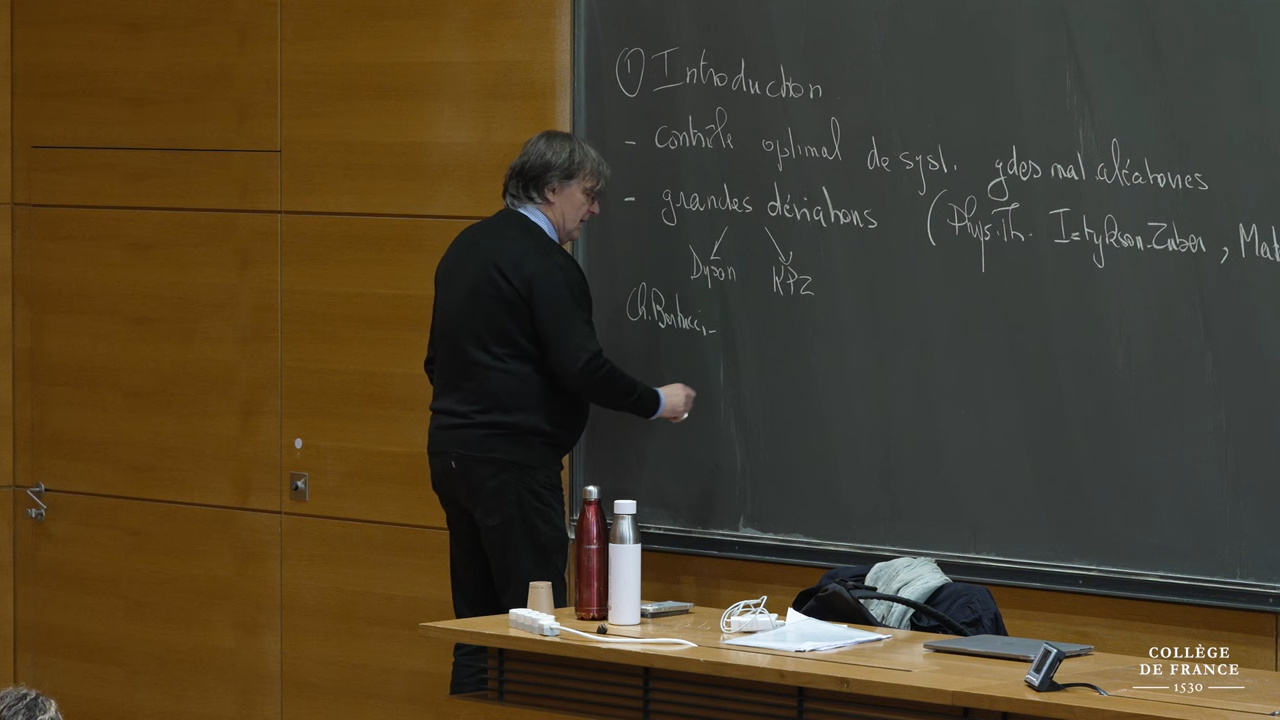 ① Introduction
- contrôle optimal de syst. gdes mat. aléatoires
- grandes déviations (Phys. Th. Itzykson-Zuber, Mat
Dyson KPZ
Ch. Bertucci -
COLLÈGE
DE FRANCE
1530